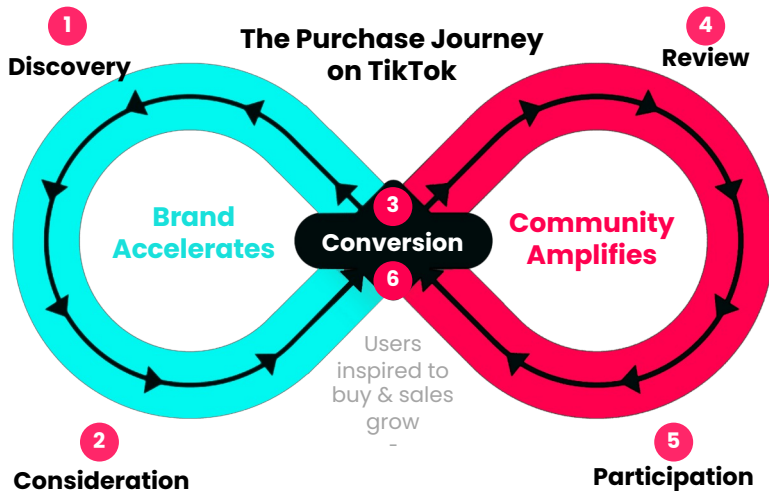 1
Discovery
The Purchase Journey
on TikTok
4
Review
Brand
Accelerates
3
Conversion
6
Community
Amplifies
Users
inspired to
buy & sales
grow
-
2
Consideration
5
Participation